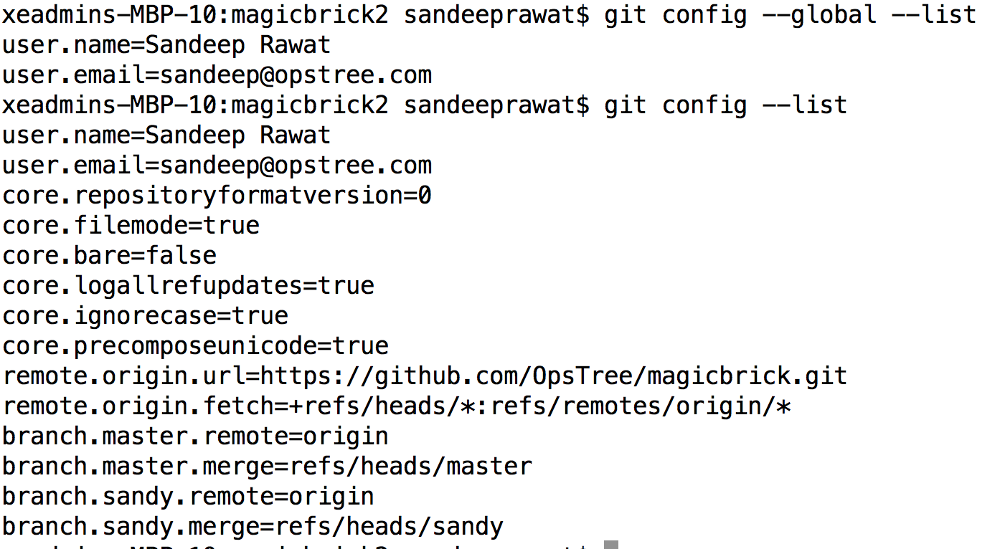 xeadmins-MBP-10:magicbrick2 sandeeprawat$ git config --global --list
user.name=Sandeep Rawat
user.email=sandeep@opstree.com
xeadmins-MBP-10:magicbrick2 sandeeprawat$ git config --list
user.name=Sandeep Rawat
user.email=sandeep@opstree.com
core.repositoryformatversion=0
core.filemode=true
core.bare=false
core.logallrefupdates=true
core.ignorecase=true
core.precomposeunicode=true
remote.origin.url=https://github.com/OpsTree/magicbrick.git
remote.origin.fetch=+refs/heads/*:refs/remotes/origin/*
branch.master.remote=origin
branch.master.merge=refs/heads/master
branch.sandy.remote=origin
branch.sandy.merge=refs/heads/sandy